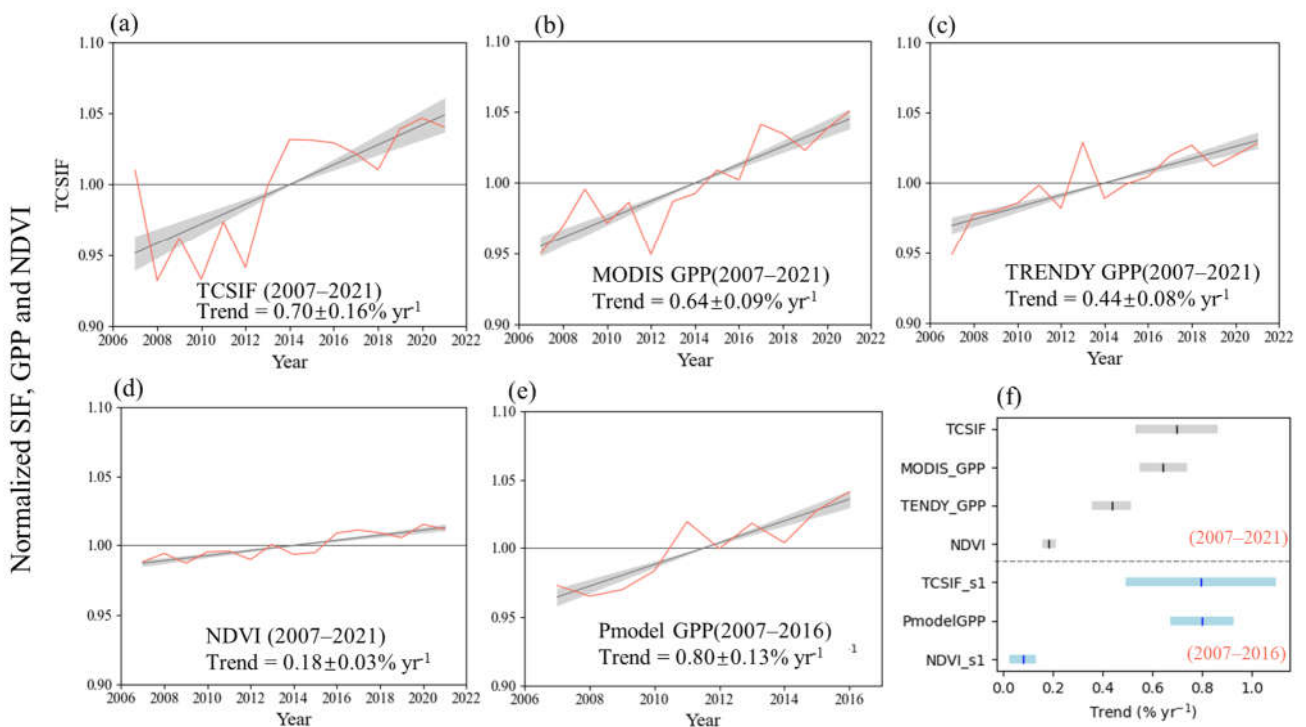 Normalized SIF, GPP and NDVI
(a)
TCSIF
1.10
1.05
1.00
0.95
0.90
TCSIF (2007–2021)
Trend = 0.70±0.16% yr-1
2006 2008 2010 2012 2014 2016 2018 2020 2022
Year
(b)
1.10
1.05
1.00
0.95
0.90
MODIS GPP(2007–2021)
Trend = 0.64±0.09% yr-1
2006 2008 2010 2012 2014 2016 2018 2020 2022
Year
(c)
1.10
1.05
1.00
0.95
0.90
TRENDY GPP(2007–2021)
Trend = 0.44±0.08% yr-1
2006 2008 2010 2012 2014 2016 2018 2020 2022
Year
(d)
1.10
1.05
1.00
0.95
0.90
NDVI (2007–2021)
Trend = 0.18±0.03% yr-1
2006 2008 2010 2012 2014 2016 2018 2020 2022
Year
(e)
1.10
1.05
1.00
0.95
0.90
Pmodel GPP(2007–2016)
Trend = 0.80±0.13% yr-1 -1
2006 2008 2010 2012 2014 2016
Year
(f)
TCSIF
MODIS_GPP
TENDY_GPP
NDVI
(2007–2021)
TCSIF_s1
PmodelGPP
(2007–2016)
NDVI_s1
0.0 0.2 0.4 0.6 0.8 1.0
Trend (% yr−1)